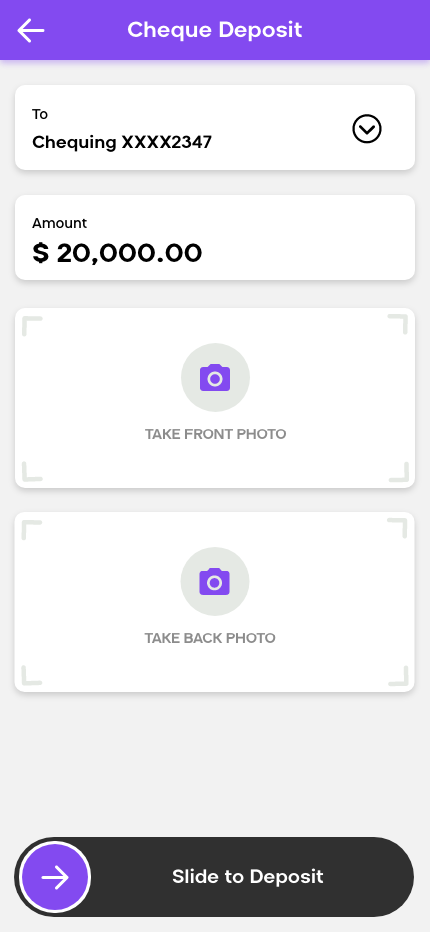 Cheque Deposit
To
Chequing XXXX2347
Amount
$ 20,000.00
TAKE FRONT PHOTO
TAKE BACK PHOTO
Slide to Deposit